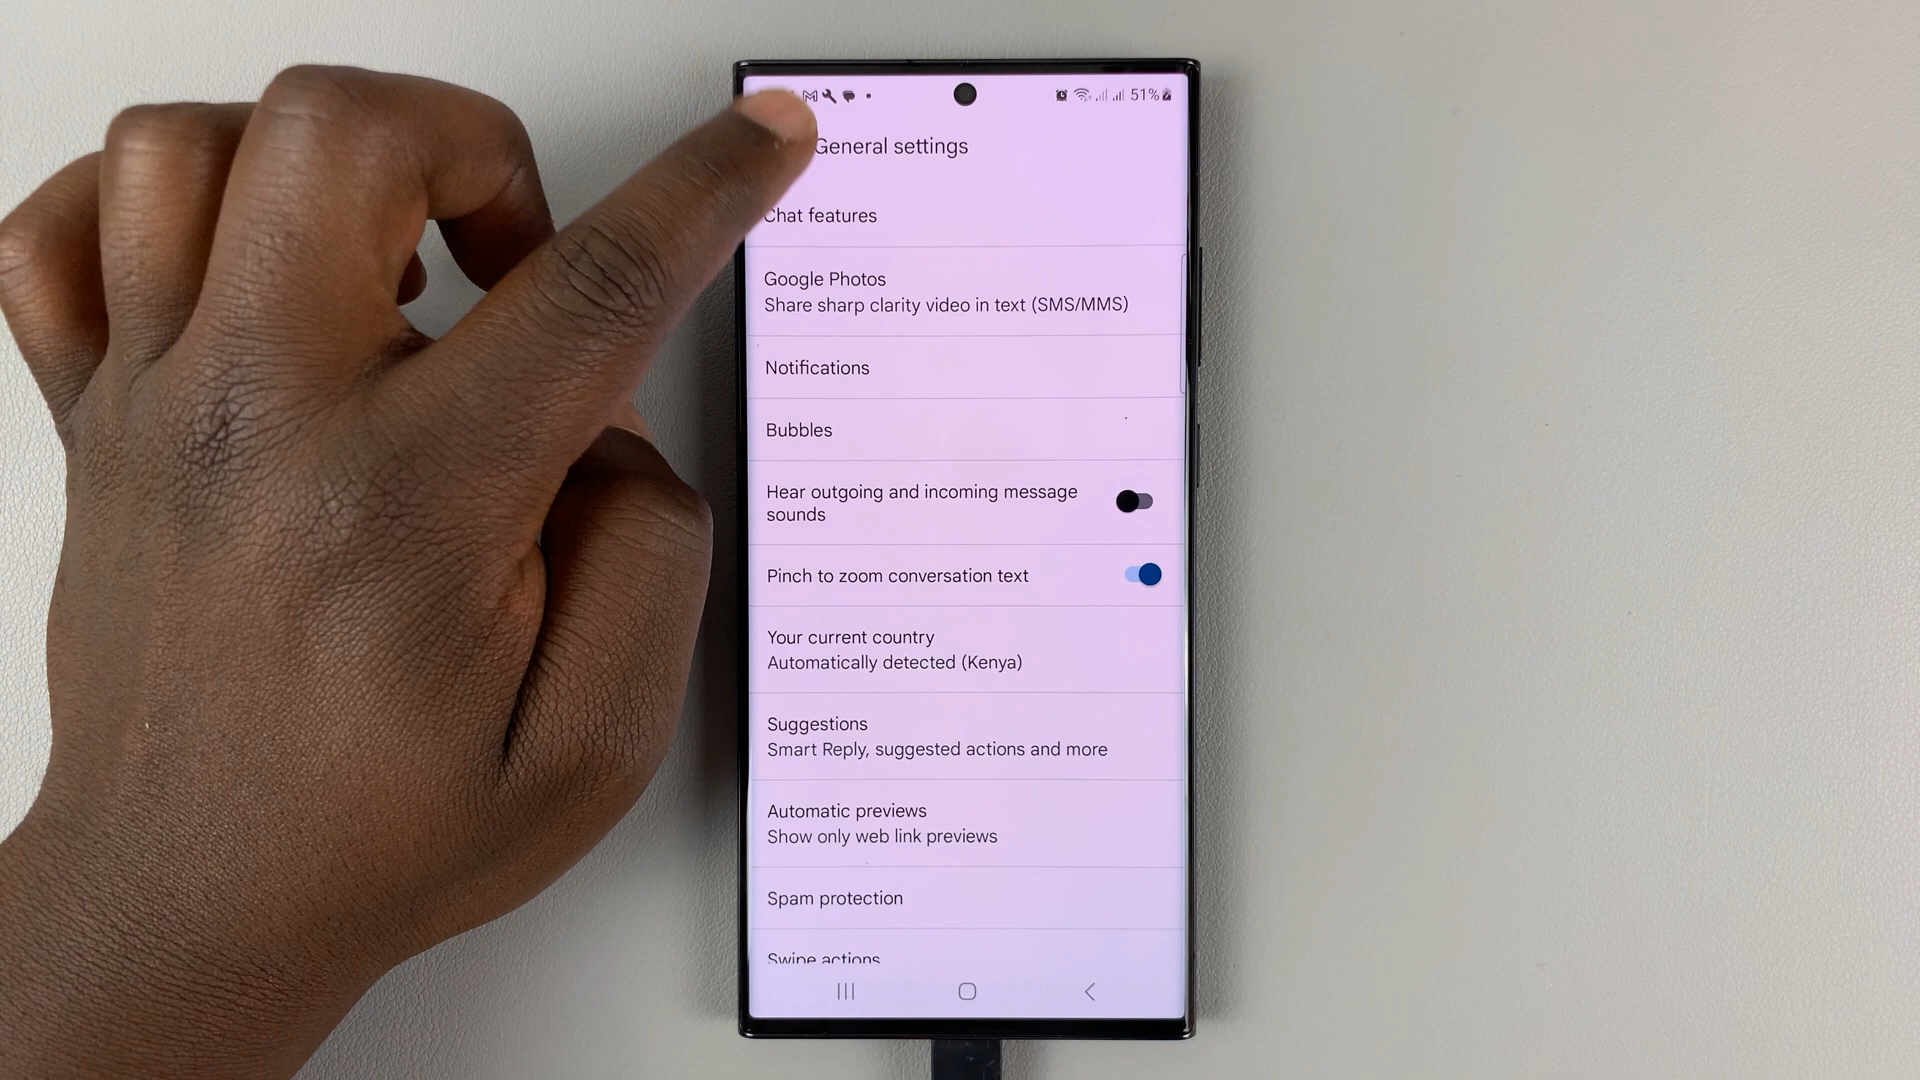 51%
General settings
Chat features
Google Photos
Share sharp clarity video in text (SMS/MMS)
Notifications
Bubbles
Hear outgoing and incoming message
sounds
Pinch to zoom conversation text
Your current country
Automatically detected (Kenya)
Suggestions
Smart Reply, suggested actions and more
Automatic previews
Show only web link previews
Spam protection
Swipe actions